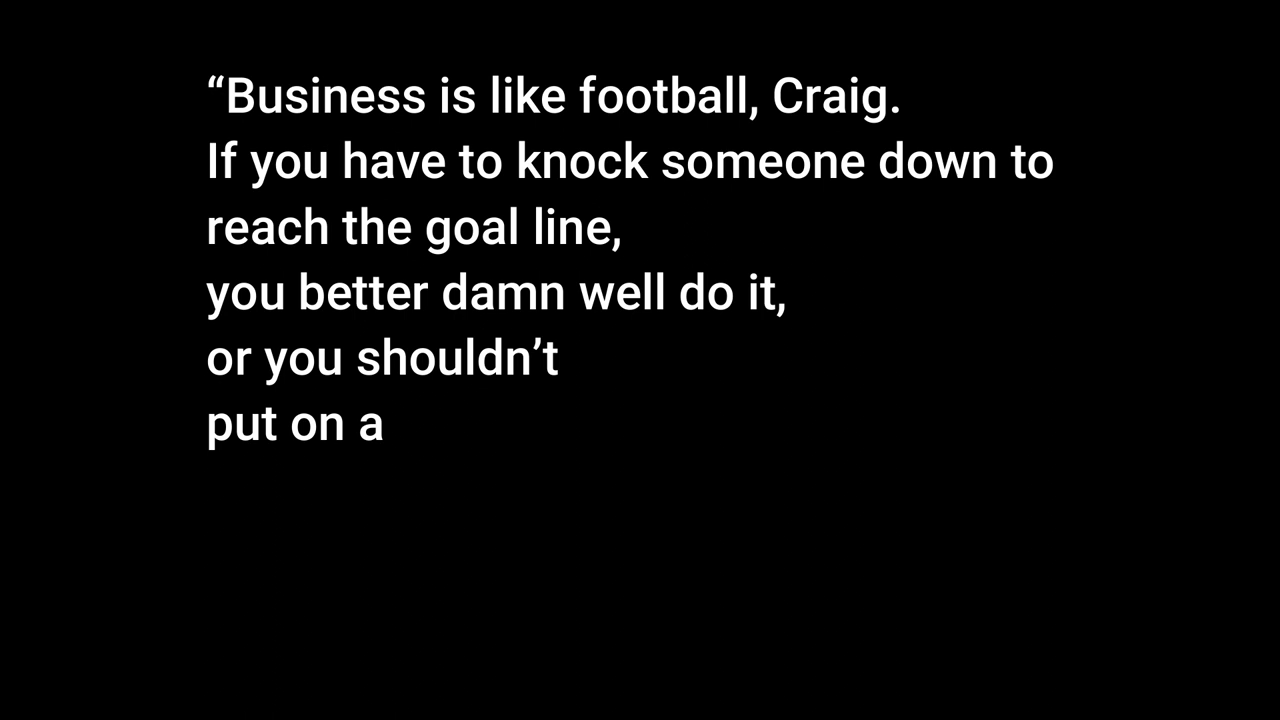 “Business is like football, Craig.
If you have to knock someone down to
reach the goal line,
you better damn well do it,
or you shouldn’t
put on a